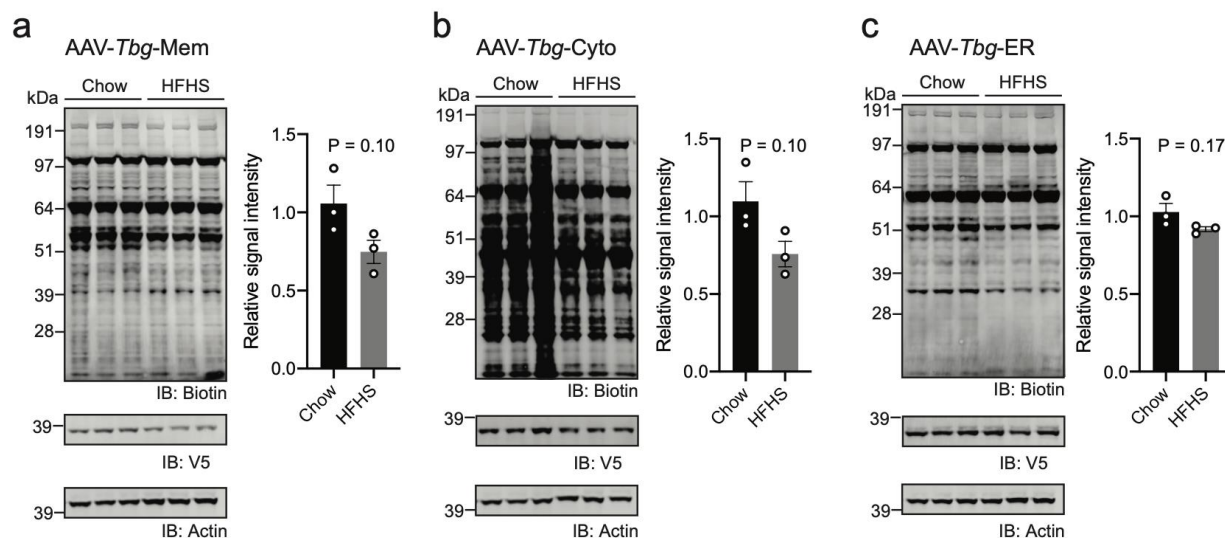 a
AAV-Tbg-Mem
Chow HFHS
kDa
191
97
64
51
39
28
IB: Biotin
39
IB: V5
39
IB: Actin
Relative signal intensity
1.5
1.0
0.5
0.0
P = 0.10
Chow
HFHS
b
AAV-Tbg-Cyto
Chow HFHS
kDa
191
97
64
51
39
28
IB: Biotin
39
IB: V5
39
IB: Actin
Relative signal intensity
1.5
1.0
0.5
0.0
P = 0.10
Chow
HFHS
c
AAV-Tbg-ER
Chow HFHS
kDa
191
97
64
51
39
28
IB: Biotin
39
IB: V5
39
IB: Actin
Relative signal intensity
1.5
1.0
0.5
0.0
P = 0.17
Chow
HFHS